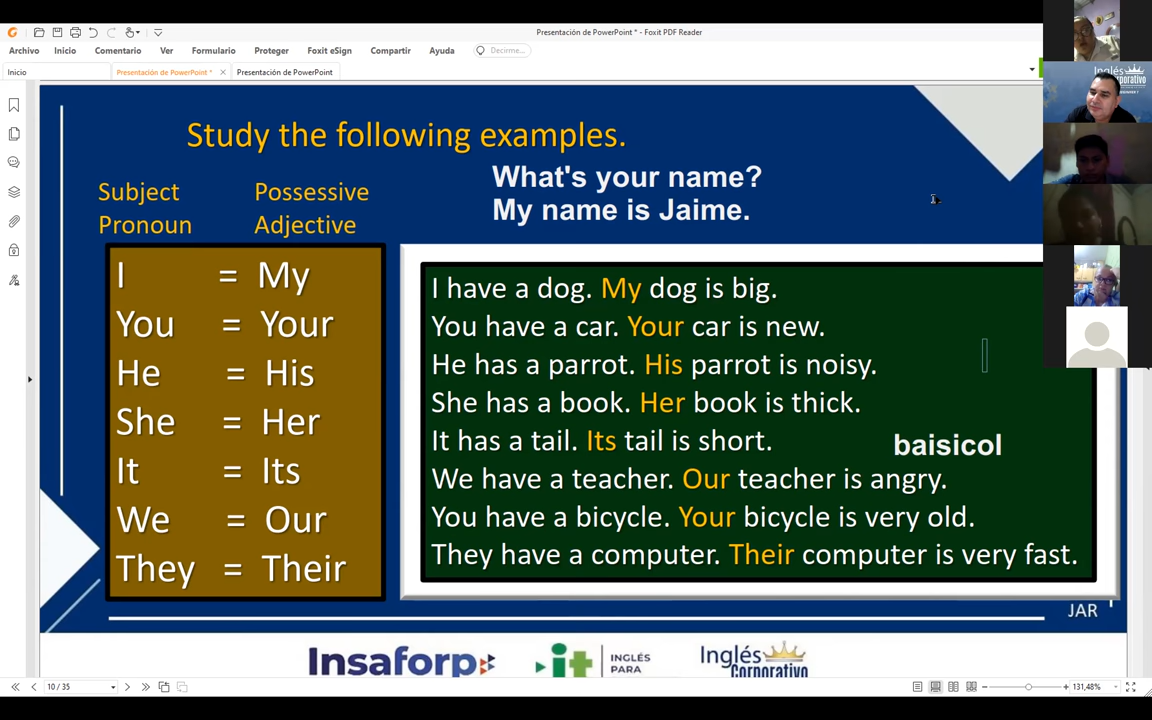 Presentación de PowerPoint * - Foxit PDF Reader
Archivo Inicio Comentario Ver Formulario Proteger Foxit eSign Compartir Ayuda Decirme...
Inicio Presentación de PowerPoint * Presentación de PowerPoint
Inglés
Corporativo
Study the following examples.
What's your name?
My name is Jaime.
Subject Possessive
Pronoun Adjective
I = My
You = Your
He = His
She = Her
It = Its
We = Our
They = Their
I have a dog. My dog is big.
You have a car. Your car is new.
He has a parrot. His parrot is noisy.
She has a book. Her book is thick.
It has a tail. Its tail is short.
baisicol
We have a teacher. Our teacher is angry.
You have a bicycle. Your bicycle is very old.
They have a computer. Their computer is very fast.
JAR
Insaforp
it INGLÉS
PARA
Inglés
Corporativo
10 / 35
131,48%